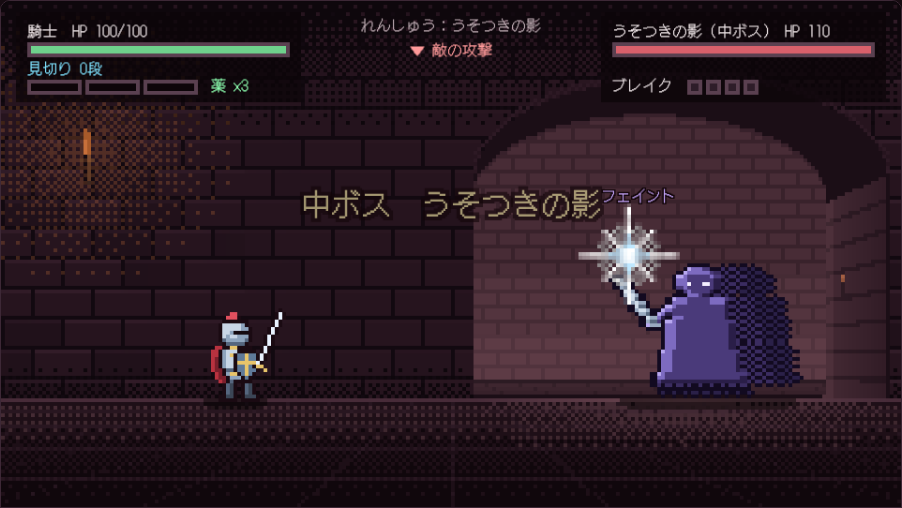 騎士 HP 100/100
見切り 0段
薬 x3
れんしゅう：うそつきの影
▼ 敵の攻撃
うそつきの影（中ボス） HP 110
ブレイク
中ボス うそつきの影
フェイント